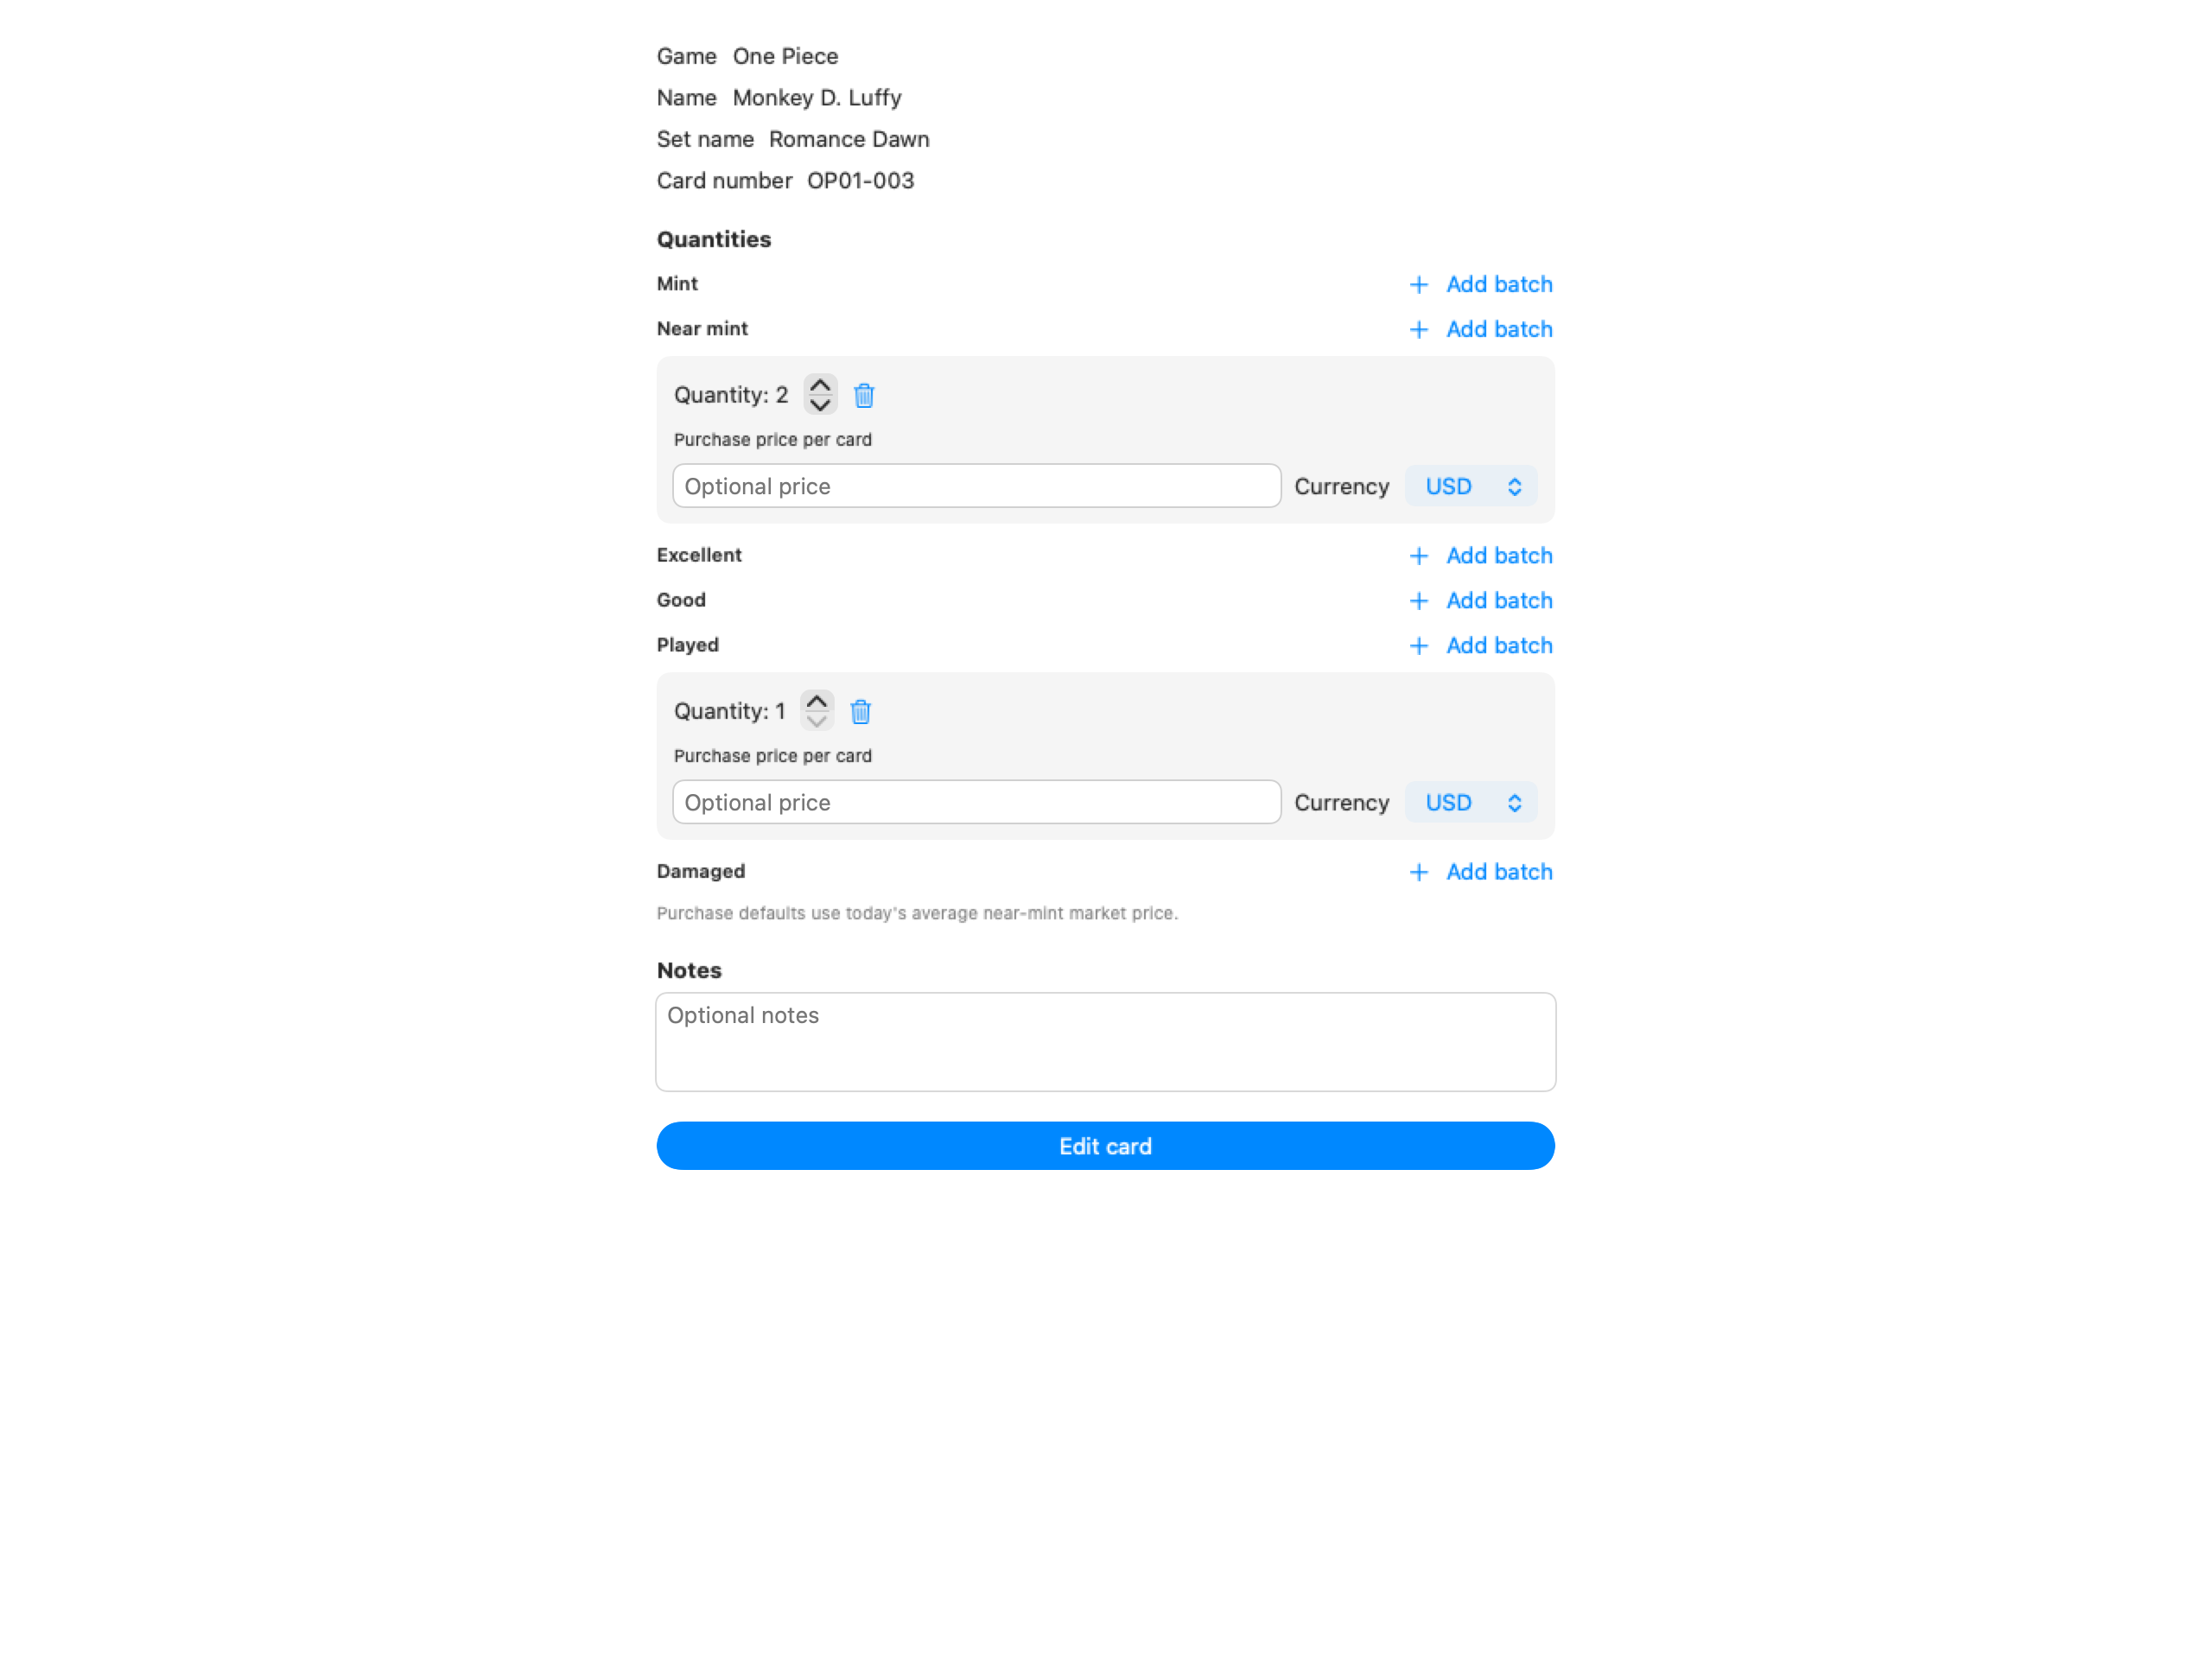 Game One Piece
Name Monkey D. Luffy
Set name Romance Dawn
Card number OP01-003
Quantities
Mint + Add batch
Near mint + Add batch
Quantity: 2
Purchase price per card
Optional price Currency USD
Excellent + Add batch
Good + Add batch
Played + Add batch
Quantity: 1
Purchase price per card
Optional price Currency USD
Damaged + Add batch
Purchase defaults use today's average near-mint market price.
Notes
Optional notes
Edit card